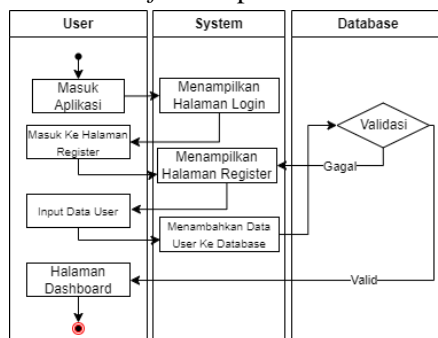 User
System
Database
Masuk
Aplikasi
Menampilkan
Halaman Login
Masuk Ke Halaman
Register
Menampilkan
Halaman Register
Validasi
Gagal
Input Data User
Menambahkan Data
User Ke Database
Halaman
Dashboard
Valid